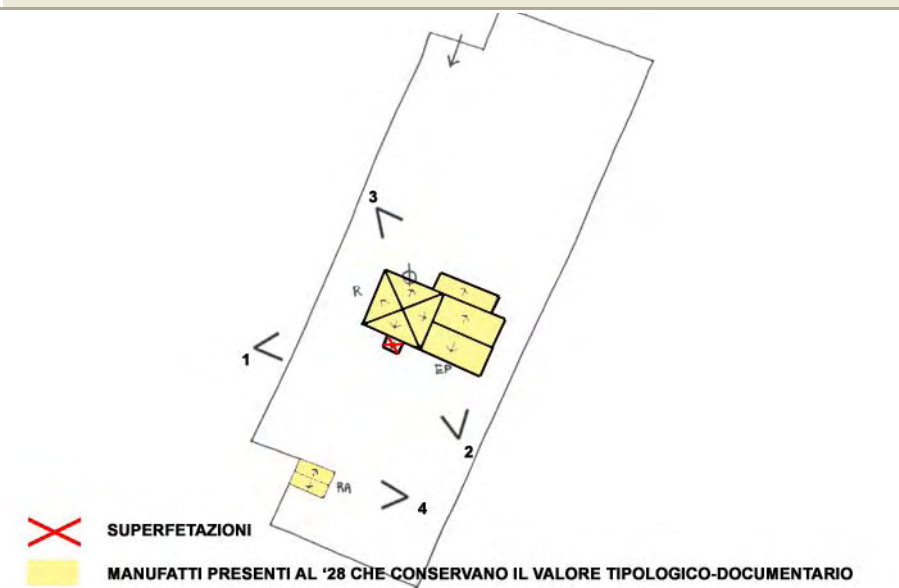 3
R
1
EP
2
RA
4
SUPERFETAZIONI
MANUFATTI PRESENTI AL ‘28 CHE CONSERVANO IL VALORE TIPOLOGICO-DOCUMENTARIO